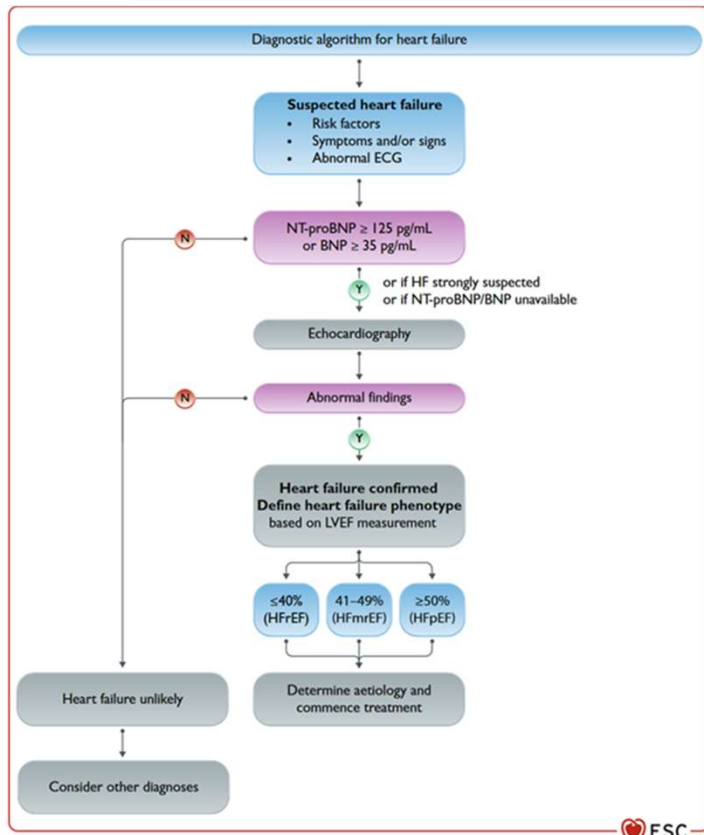 Diagnostic algorithm for heart failure
Suspected heart failure
• Risk factors
• Symptoms and/or signs
• Abnormal ECG
NT-proBNP ≥ 125 pg/mL
or BNP ≥ 35 pg/mL
N
Y
or if HF strongly suspected
or if NT-proBNP/BNP unavailable
Echocardiography
N
Abnormal findings
Y
Heart failure confirmed
Define heart failure phenotype
based on LVEF measurement
≤40%
(HFrEF)
41–49%
(HFmrEF)
≥50%
(HFpEF)
Heart failure unlikely
Determine aetiology and
commence treatment
Consider other diagnoses
ESC